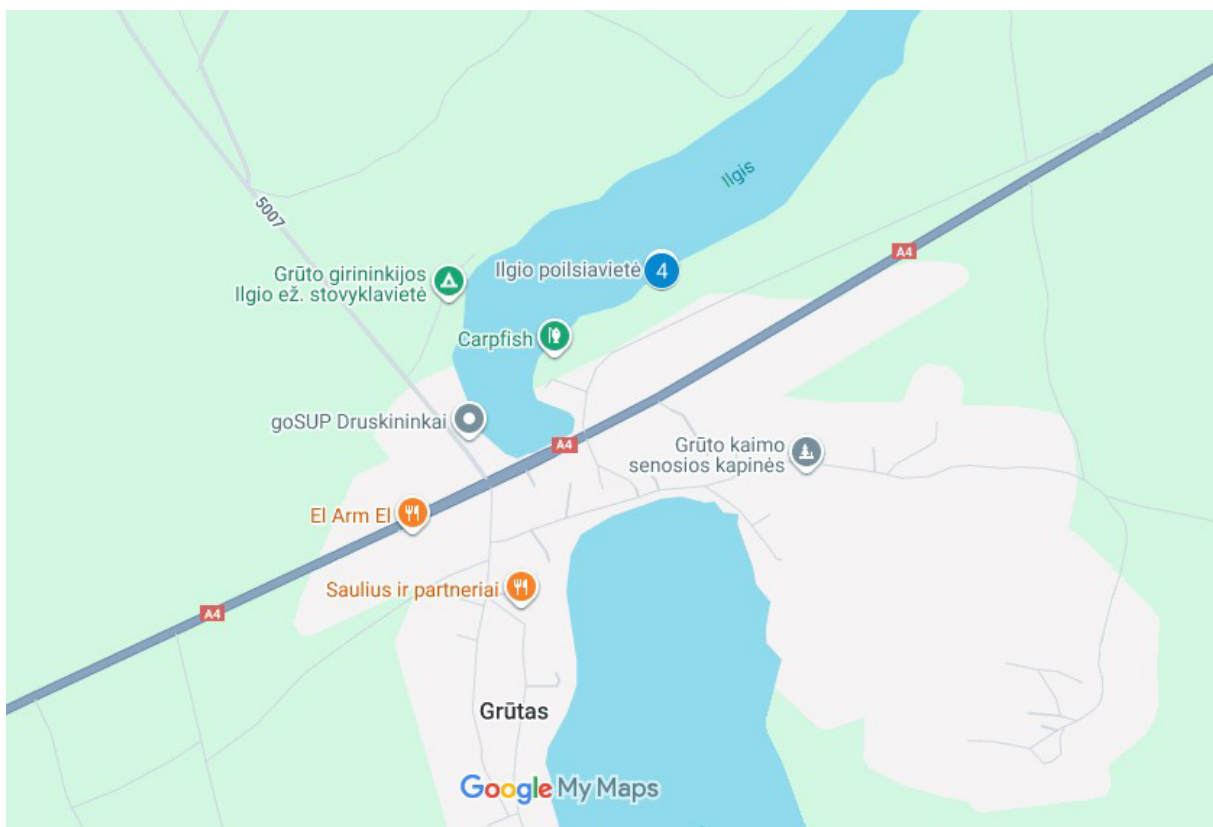 Ilgis
5007
A4
Grūto girininkijos
Ilgio ež. stovyklavietė
Ilgio poilsiavietė
4
Carpfish
goSUP Druskininkai
A4
Grūto kaimo
senosios kapinės
El Arm El
Saulius ir partneriai
A4
Grūtas
Google My Maps